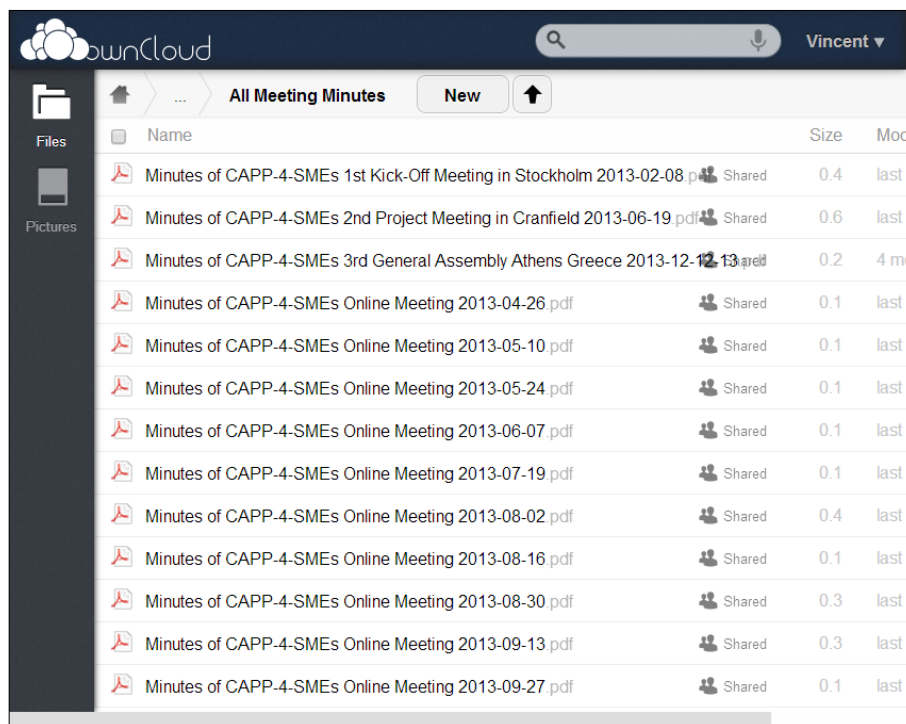 ownCloud
Vincent ▾
Files
Pictures
... All Meeting Minutes New
Name Size Mod
Minutes of CAPP-4-SMEs 1st Kick-Off Meeting in Stockholm 2013-02-08.pdf Shared 0.4 last
Minutes of CAPP-4-SMEs 2nd Project Meeting in Cranfield 2013-06-19.pdf Shared 0.6 last
Minutes of CAPP-4-SMEs 3rd General Assembly Athens Greece 2013-12-12-13.pdf Shared 0.2 4 mo
Minutes of CAPP-4-SMEs Online Meeting 2013-04-26.pdf Shared 0.1 last
Minutes of CAPP-4-SMEs Online Meeting 2013-05-10.pdf Shared 0.1 last
Minutes of CAPP-4-SMEs Online Meeting 2013-05-24.pdf Shared 0.1 last
Minutes of CAPP-4-SMEs Online Meeting 2013-06-07.pdf Shared 0.1 last
Minutes of CAPP-4-SMEs Online Meeting 2013-07-19.pdf Shared 0.1 last
Minutes of CAPP-4-SMEs Online Meeting 2013-08-02.pdf Shared 0.4 last
Minutes of CAPP-4-SMEs Online Meeting 2013-08-16.pdf Shared 0.1 last
Minutes of CAPP-4-SMEs Online Meeting 2013-08-30.pdf Shared 0.3 last
Minutes of CAPP-4-SMEs Online Meeting 2013-09-13.pdf Shared 0.3 last
Minutes of CAPP-4-SMEs Online Meeting 2013-09-27.pdf Shared 0.1 last